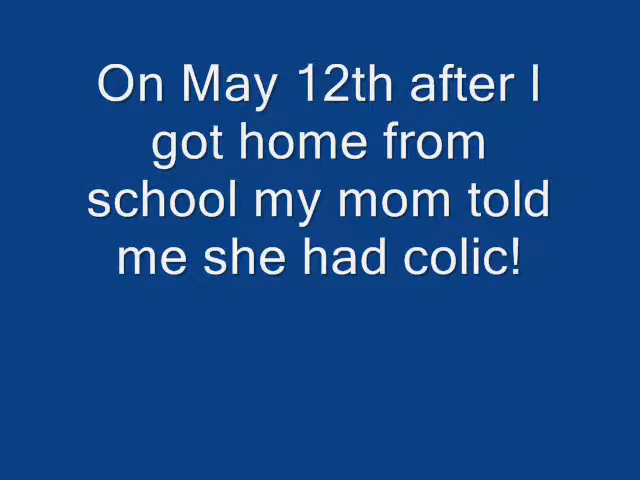 On May 12th after I
got home from
school my mom told
me she had colic!